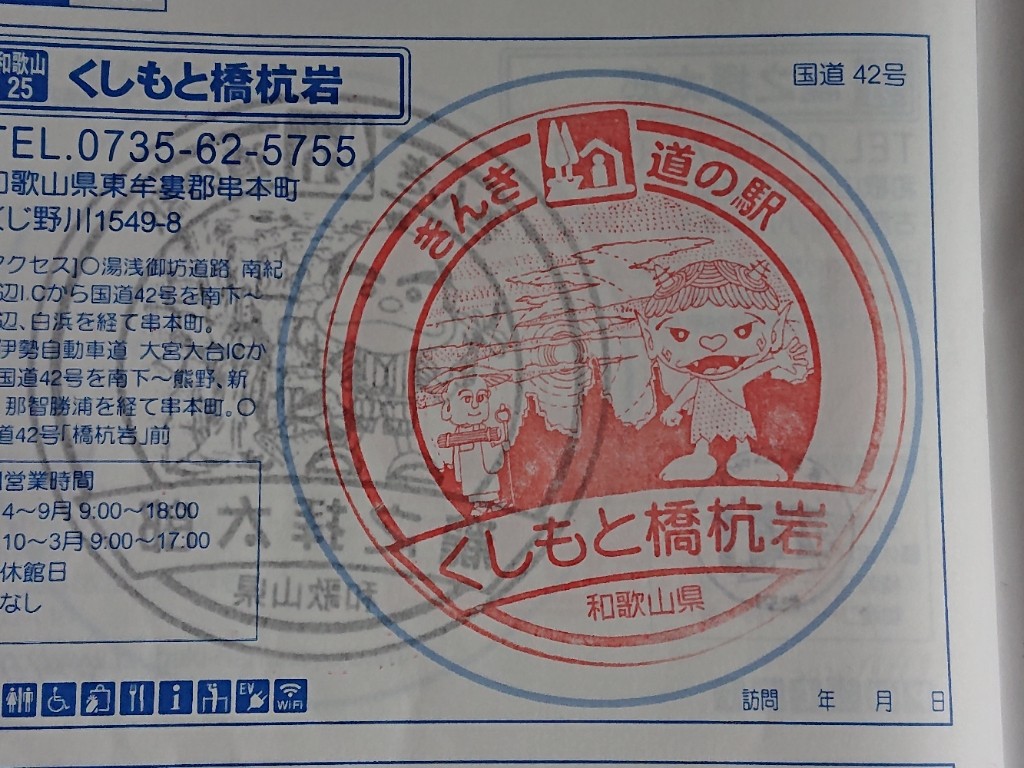 和歌山
25
くしもと橋杭岩
国道 42号
TEL.0735-62-5755
和歌山県東牟婁郡串本町
くじ野川1549-8
アクセス]○湯浅御坊道路 南紀
辺I.Cから国道42号を南下～
辺、白浜を経て串本町。
伊勢自動車道 大宮大台ICか
国道42号を南下～熊野、新
那智勝浦を経て串本町。○
道42号「橋杭岩」前
営業時間
4～9月 9:00～18:00
10～3月 9:00～17:00
休館日
なし
きんき 道の駅
くしもと橋杭岩
和歌山県
EV
WiFi
訪問 年 月 日